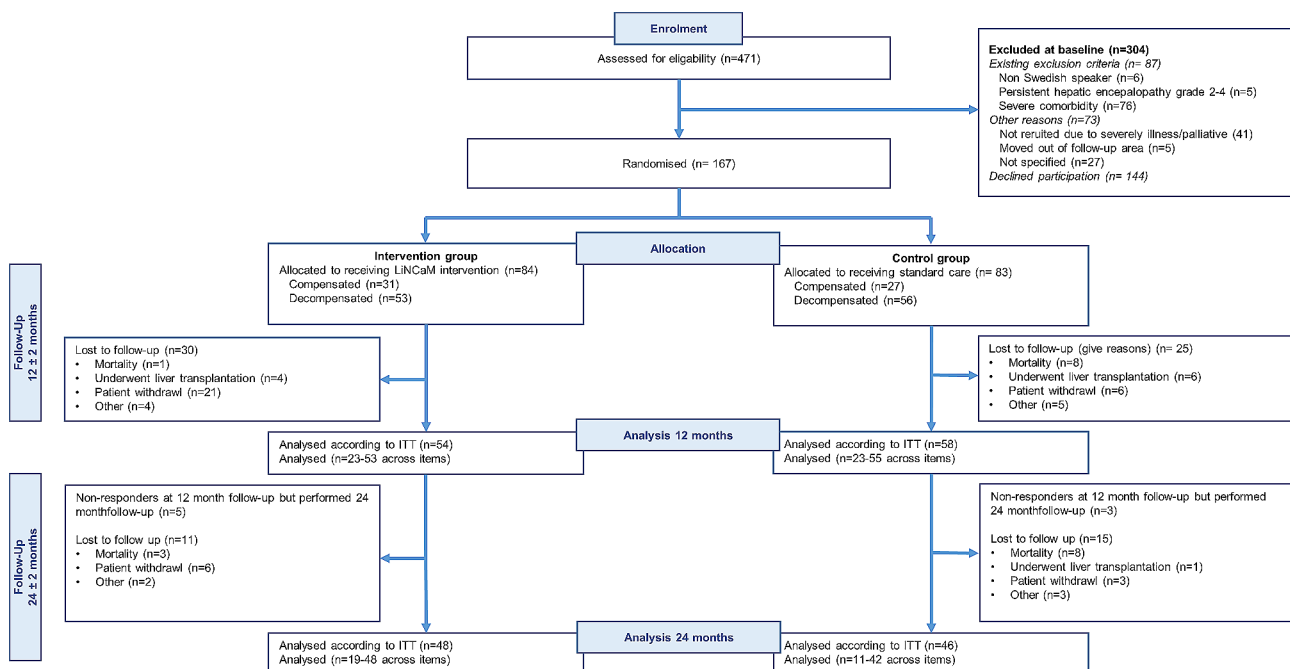 Enrolment
Assessed for eligability (n=471)
Excluded at baseline (n=304)
Existing exclusion criteria (n= 87)
Non Swedish speaker (n=6)
Persistent hepatic encepalopathy grade 2-4 (n=5)
Severe comorbidity (n=76)
Other reasons (n=73)
Not reruited due to severely illness/palliative (41)
Moved out of follow-up area (n=5)
Not specified (n=27)
Declined participation (n= 144)
Randomised (n= 167)
Allocation
Intervention group
Allocated to receiving LiNCaM intervention (n=84)
Compensated (n=31)
Decompensated (n=53)
Control group
Allocated to receiving standard care (n= 83)
Compensated (n=27)
Decompensated (n=56)
Follow-Up
12 ± 2 months
Lost to follow-up (n=30)
• Mortality (n=1)
• Underwent liver transplantation (n=4)
• Patient withdrawl (n=21)
• Other (n=4)
Lost to follow-up (give reasons) (n= 25)
• Mortality (n=8)
• Underwent liver transplantation (n=6)
• Patient withdrawl (n=6)
• Other (n=5)
Analysis 12 months
Analysed according to ITT (n=54)
Analysed (n=23-53 across items)
Analysed according to ITT (n=58)
Analysed (n=23-55 across items)
Follow-Up
24 ± 2 months
Non-responders at 12 month follow-up but performed 24
monthfollow-up (n=5)
Lost to follow up (n=11)
• Mortality (n=3)
• Patient withdrawl (n=6)
• Other (n=2)
Non-responders at 12 month follow-up but performed
24 monthfollow-up (n=3)
Lost to follow up (n=15)
• Mortality (n=8)
• Underwent liver transplantation (n=1)
• Patient withdrawl (n=3)
• Other (n=3)
Analysis 24 months
Analysed according to ITT (n=48)
Analysed (n=19-48 across items)
Analysed according to ITT (n=46)
Analysed (n=11-42 across items)